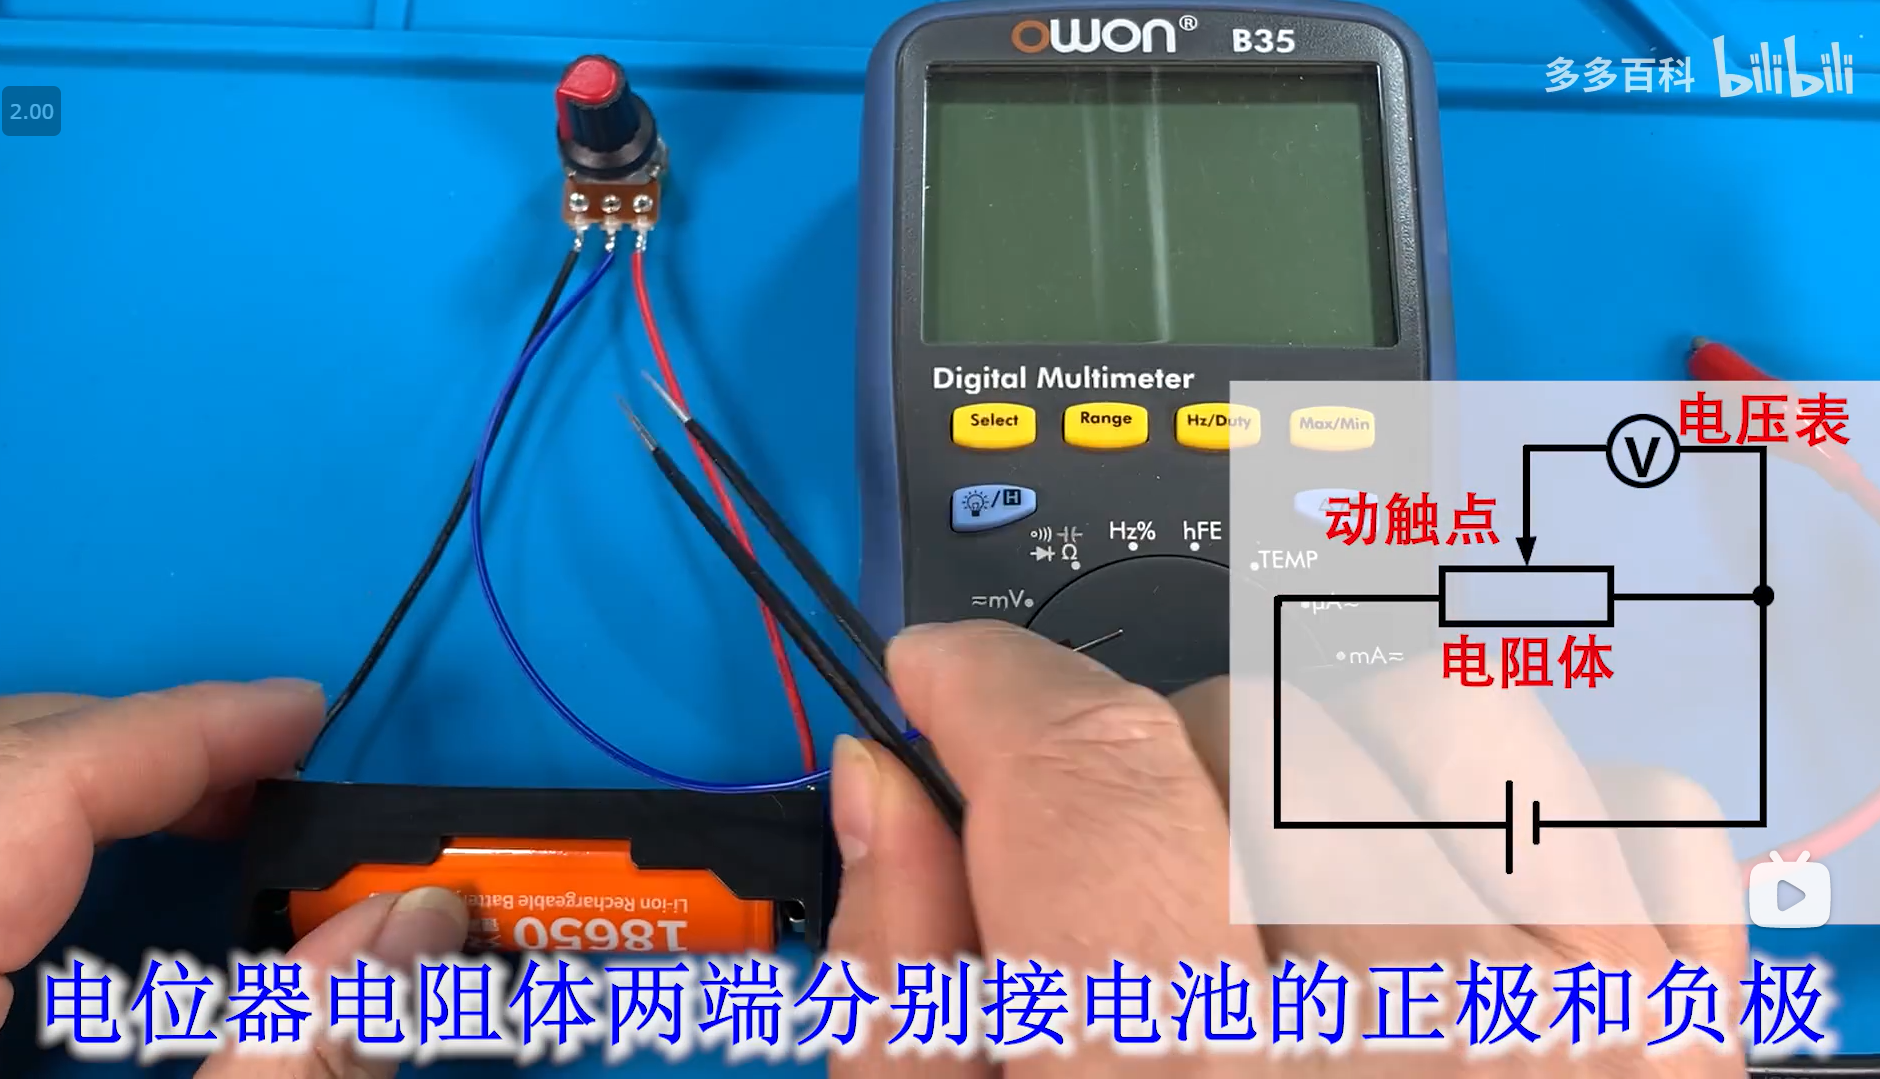 owon® B35
多多百科 bilibili
2.00
Digital Multimeter
Select Range Hz/Duty Max/Min
电压表
V
/H
动触点
Hz% hFE
Ω
TEMP
≂mV
µA≂
mA≂
电阻体
Li-ion Rechargeable Batter
18650
电位器电阻体两端分别接电池的正极和负极